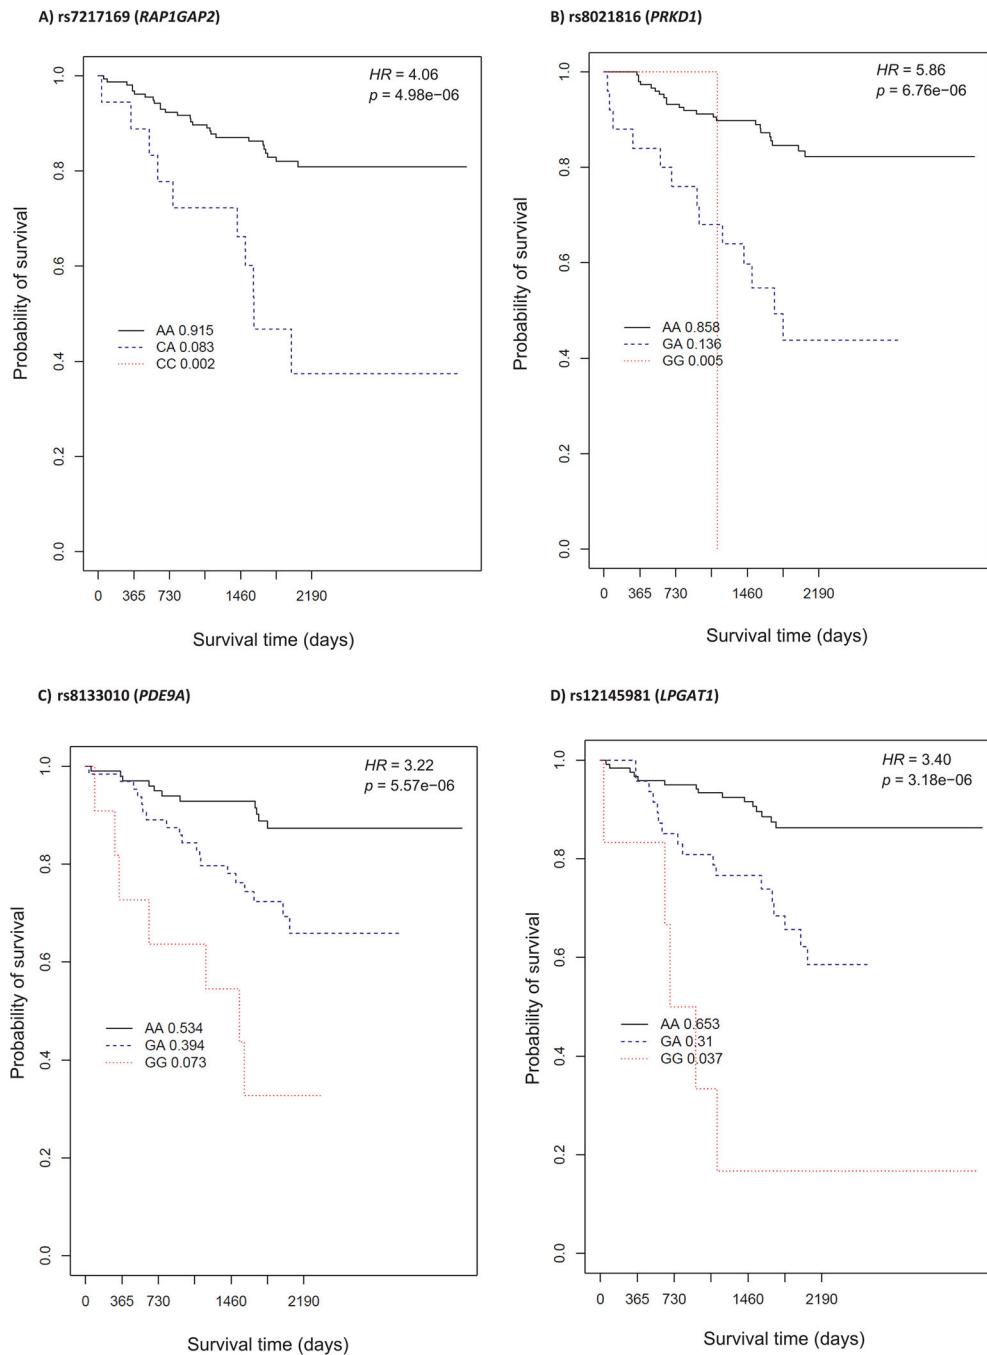 A) rs7217169 (RAP1GAP2)
HR = 4.06
p = 4.98e−06
Probability of survival
1.0
0.8
0.6
0.4
0.2
0.0
AA 0.915
CA 0.083
CC 0.002
0 365 730 1460 2190
Survival time (days)
B) rs8021816 (PRKD1)
HR = 5.86
p = 6.76e−06
Probability of survival
1.0
0.8
0.6
0.4
0.2
0.0
AA 0.858
GA 0.136
GG 0.005
0 365 730 1460 2190
Survival time (days)
C) rs8133010 (PDE9A)
HR = 3.22
p = 5.57e−06
Probability of survival
1.0
0.8
0.6
0.4
0.2
0.0
AA 0.534
GA 0.394
GG 0.073
0 365 730 1460 2190
Survival time (days)
D) rs12145981 (LPGAT1)
HR = 3.40
p = 3.18e−06
Probability of survival
1.0
0.8
0.6
0.4
0.2
0.0
AA 0.653
GA 0.31
GG 0.037
0 365 730 1460 2190
Survival time (days)